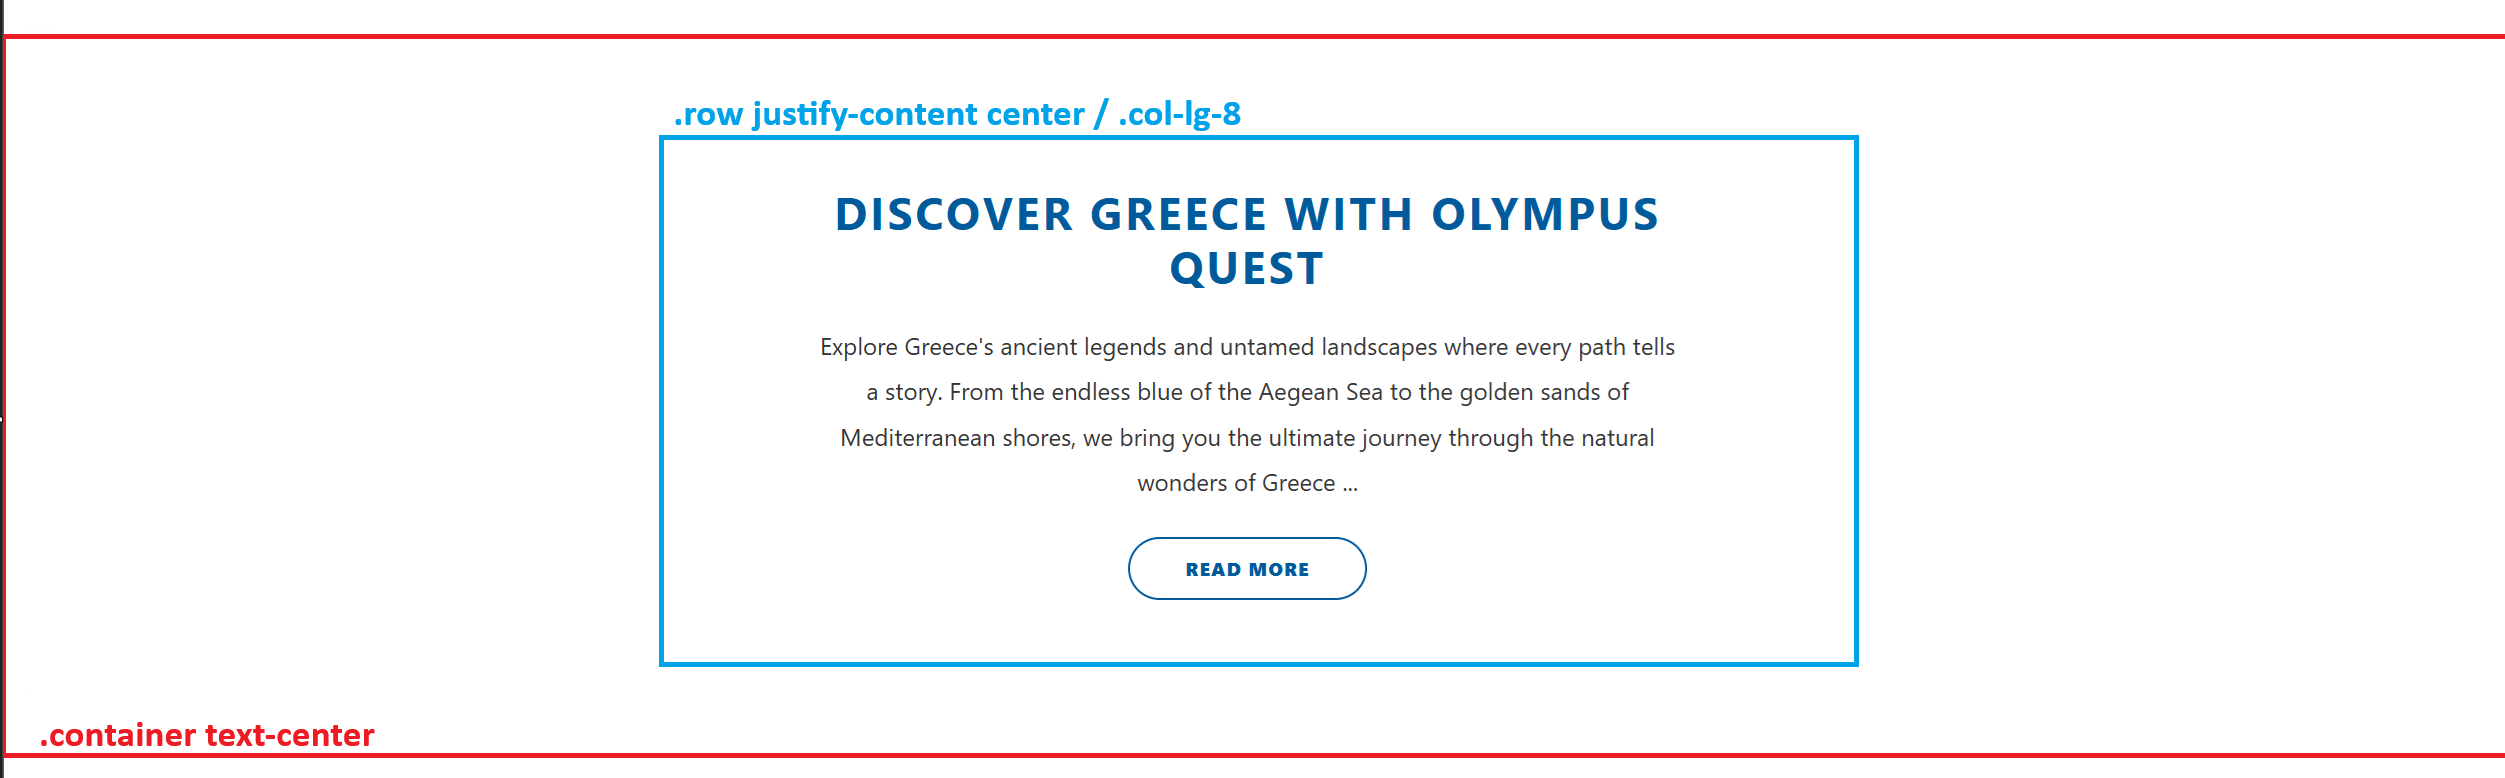 .row justify-content center / .col-lg-8
DISCOVER GREECE WITH OLYMPUS
QUEST
Explore Greece's ancient legends and untamed landscapes where every path tells
a story. From the endless blue of the Aegean Sea to the golden sands of
Mediterranean shores, we bring you the ultimate journey through the natural
wonders of Greece ...
READ MORE
.container text-center